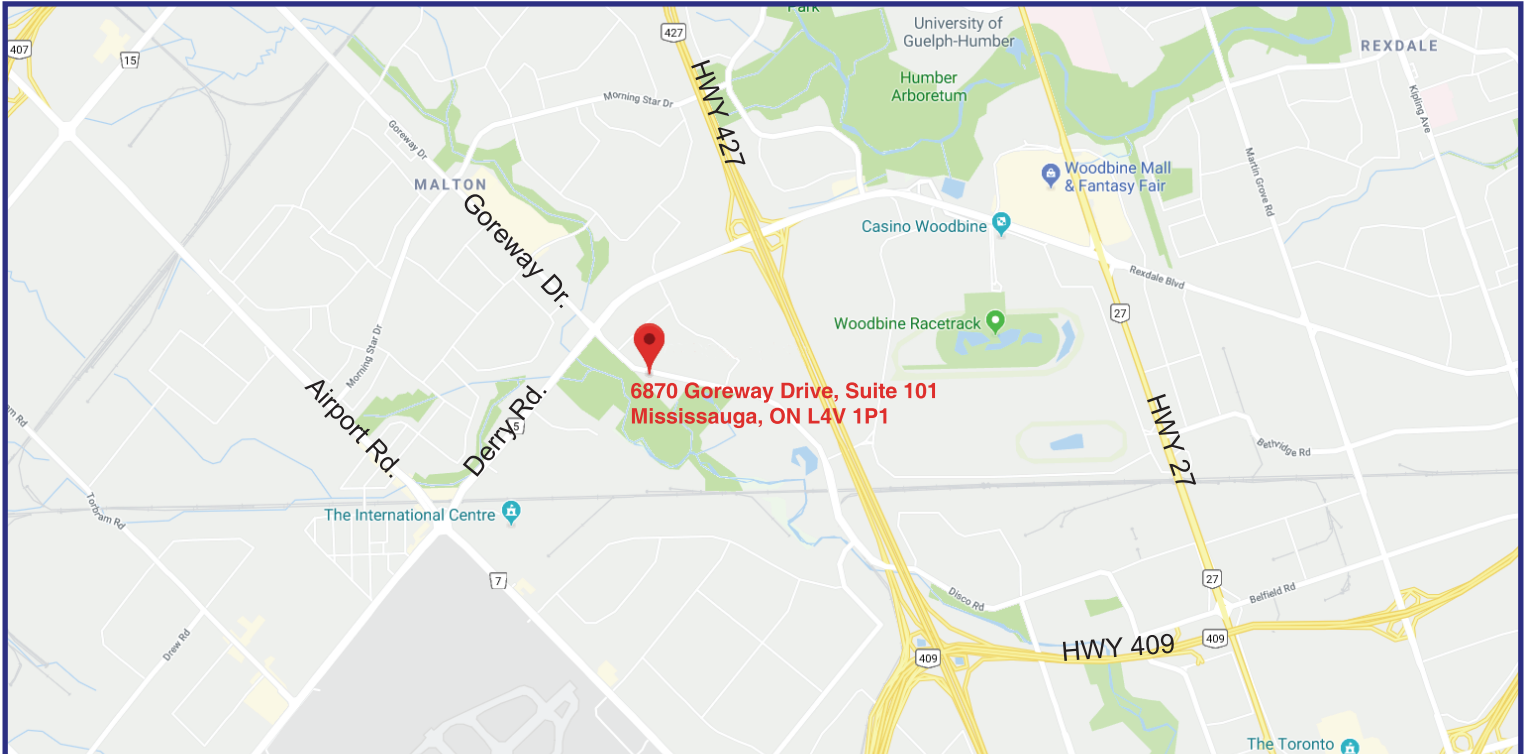 Park
427
University of
Guelph-Humber
REXDALE
407
15
Humber
Arboretum
Morning Star Dr
HWY 427
Kipling Ave
Goreway Dr
MALTON
Woodbine Mall
& Fantasy Fair
Martin Grove Rd
Goreway Dr.
Casino Woodbine
Rexdale Blvd
27
Woodbine Racetrack
Morning Star Dr
6870 Goreway Drive, Suite 101
Mississauga, ON L4V 1P1
Airport Rd.
Derry Rd.
5
HWY 27
Bethridge Rd
Torbram Rd
The International Centre
7
27
Disco Rd
Belfield Rd
Drew Rd
HWY 409
409
409
The Toronto